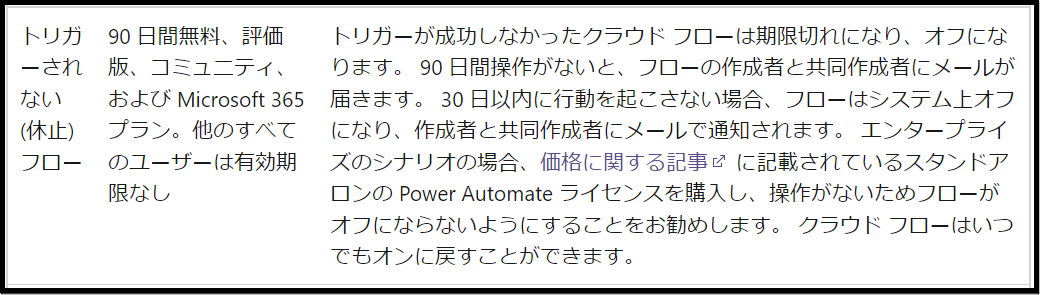 トリガ
ーされ
ない
(休止)
フロー
90 日間無料、評価
版、コミュニティ、
および Microsoft 365
プラン。他のすべて
のユーザーは有効期
限なし
トリガーが成功しなかったクラウド フローは期限切れになり、オフにな
ります。 90 日間操作がないと、フローの作成者と共同作成者にメールが
届きます。 30 日以内に行動を起こさない場合、フローはシステム上オフ
になり、作成者と共同作成者にメールで通知されます。 エンタープライ
ズのシナリオの場合、価格に関する記事 に記載されているスタンドア
ロンの Power Automate ライセンスを購入し、操作がないためフローが
オフにならないようにすることをお勧めします。 クラウド フローはいつ
でもオンに戻すことができます。